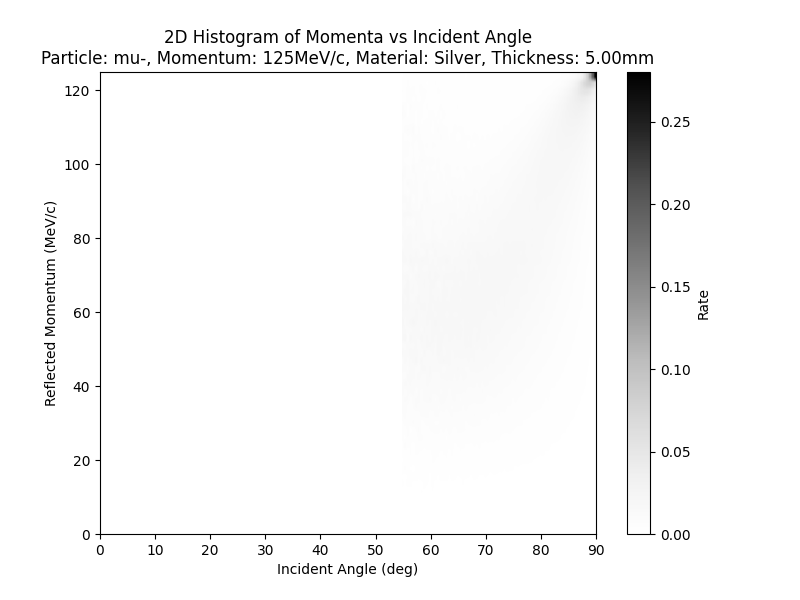 2D Histogram of Momenta vs Incident Angle
Particle: mu-, Momentum: 125MeV/c, Material: Silver, Thickness: 5.00mm
120
100
80
60
40
20
0
Reflected Momentum (MeV/c)
0 10 20 30 40 50 60 70 80 90
Incident Angle (deg)
0.25
0.20
0.15
0.10
0.05
0.00
Rate